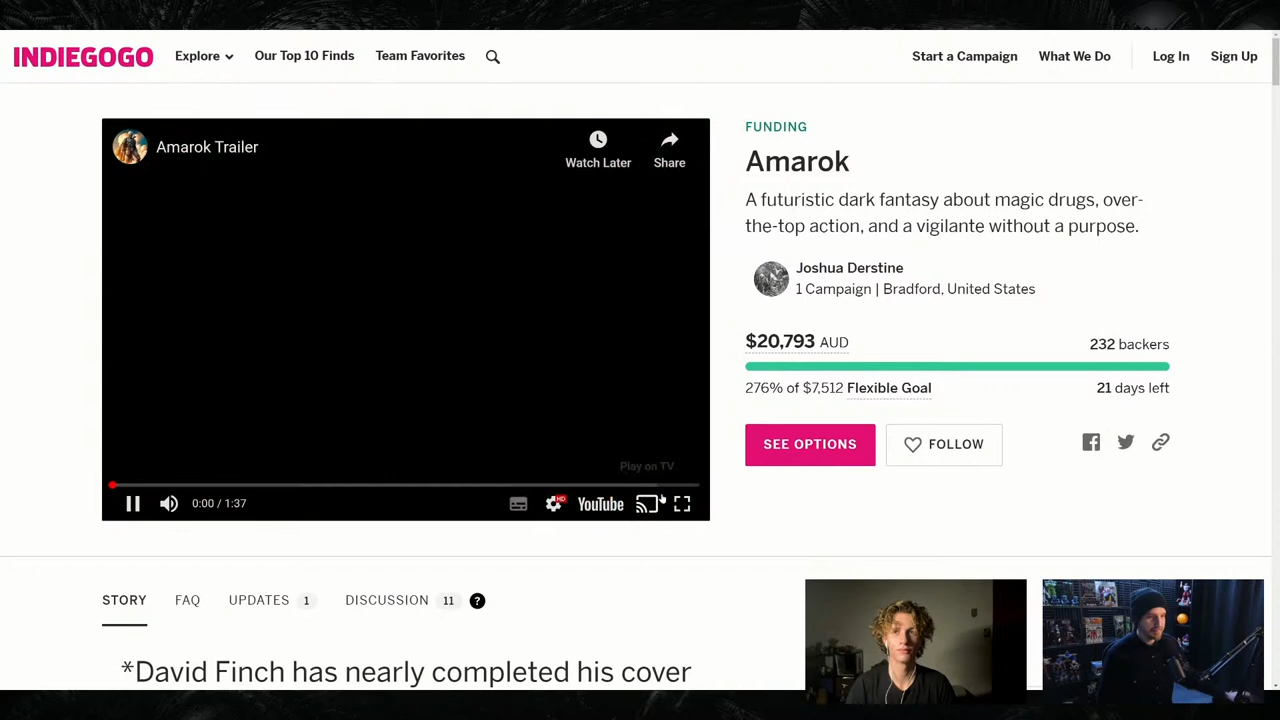 INDIEGOGO
Explore
Our Top 10 Finds
Team Favorites
Start a Campaign
What We Do
Log In
Sign Up
Amarok Trailer
Watch Later
Share
Play on TV
0:00 / 1:37
HD
YouTube
FUNDING
Amarok
A futuristic dark fantasy about magic drugs, over-
the-top action, and a vigilante without a purpose.
Joshua Derstine
1 Campaign | Bradford, United States
$20,793 AUD
232 backers
276% of $7,512 Flexible Goal
21 days left
SEE OPTIONS
FOLLOW
STORY
FAQ
UPDATES 1
DISCUSSION 11 ?
*David Finch has nearly completed his cover